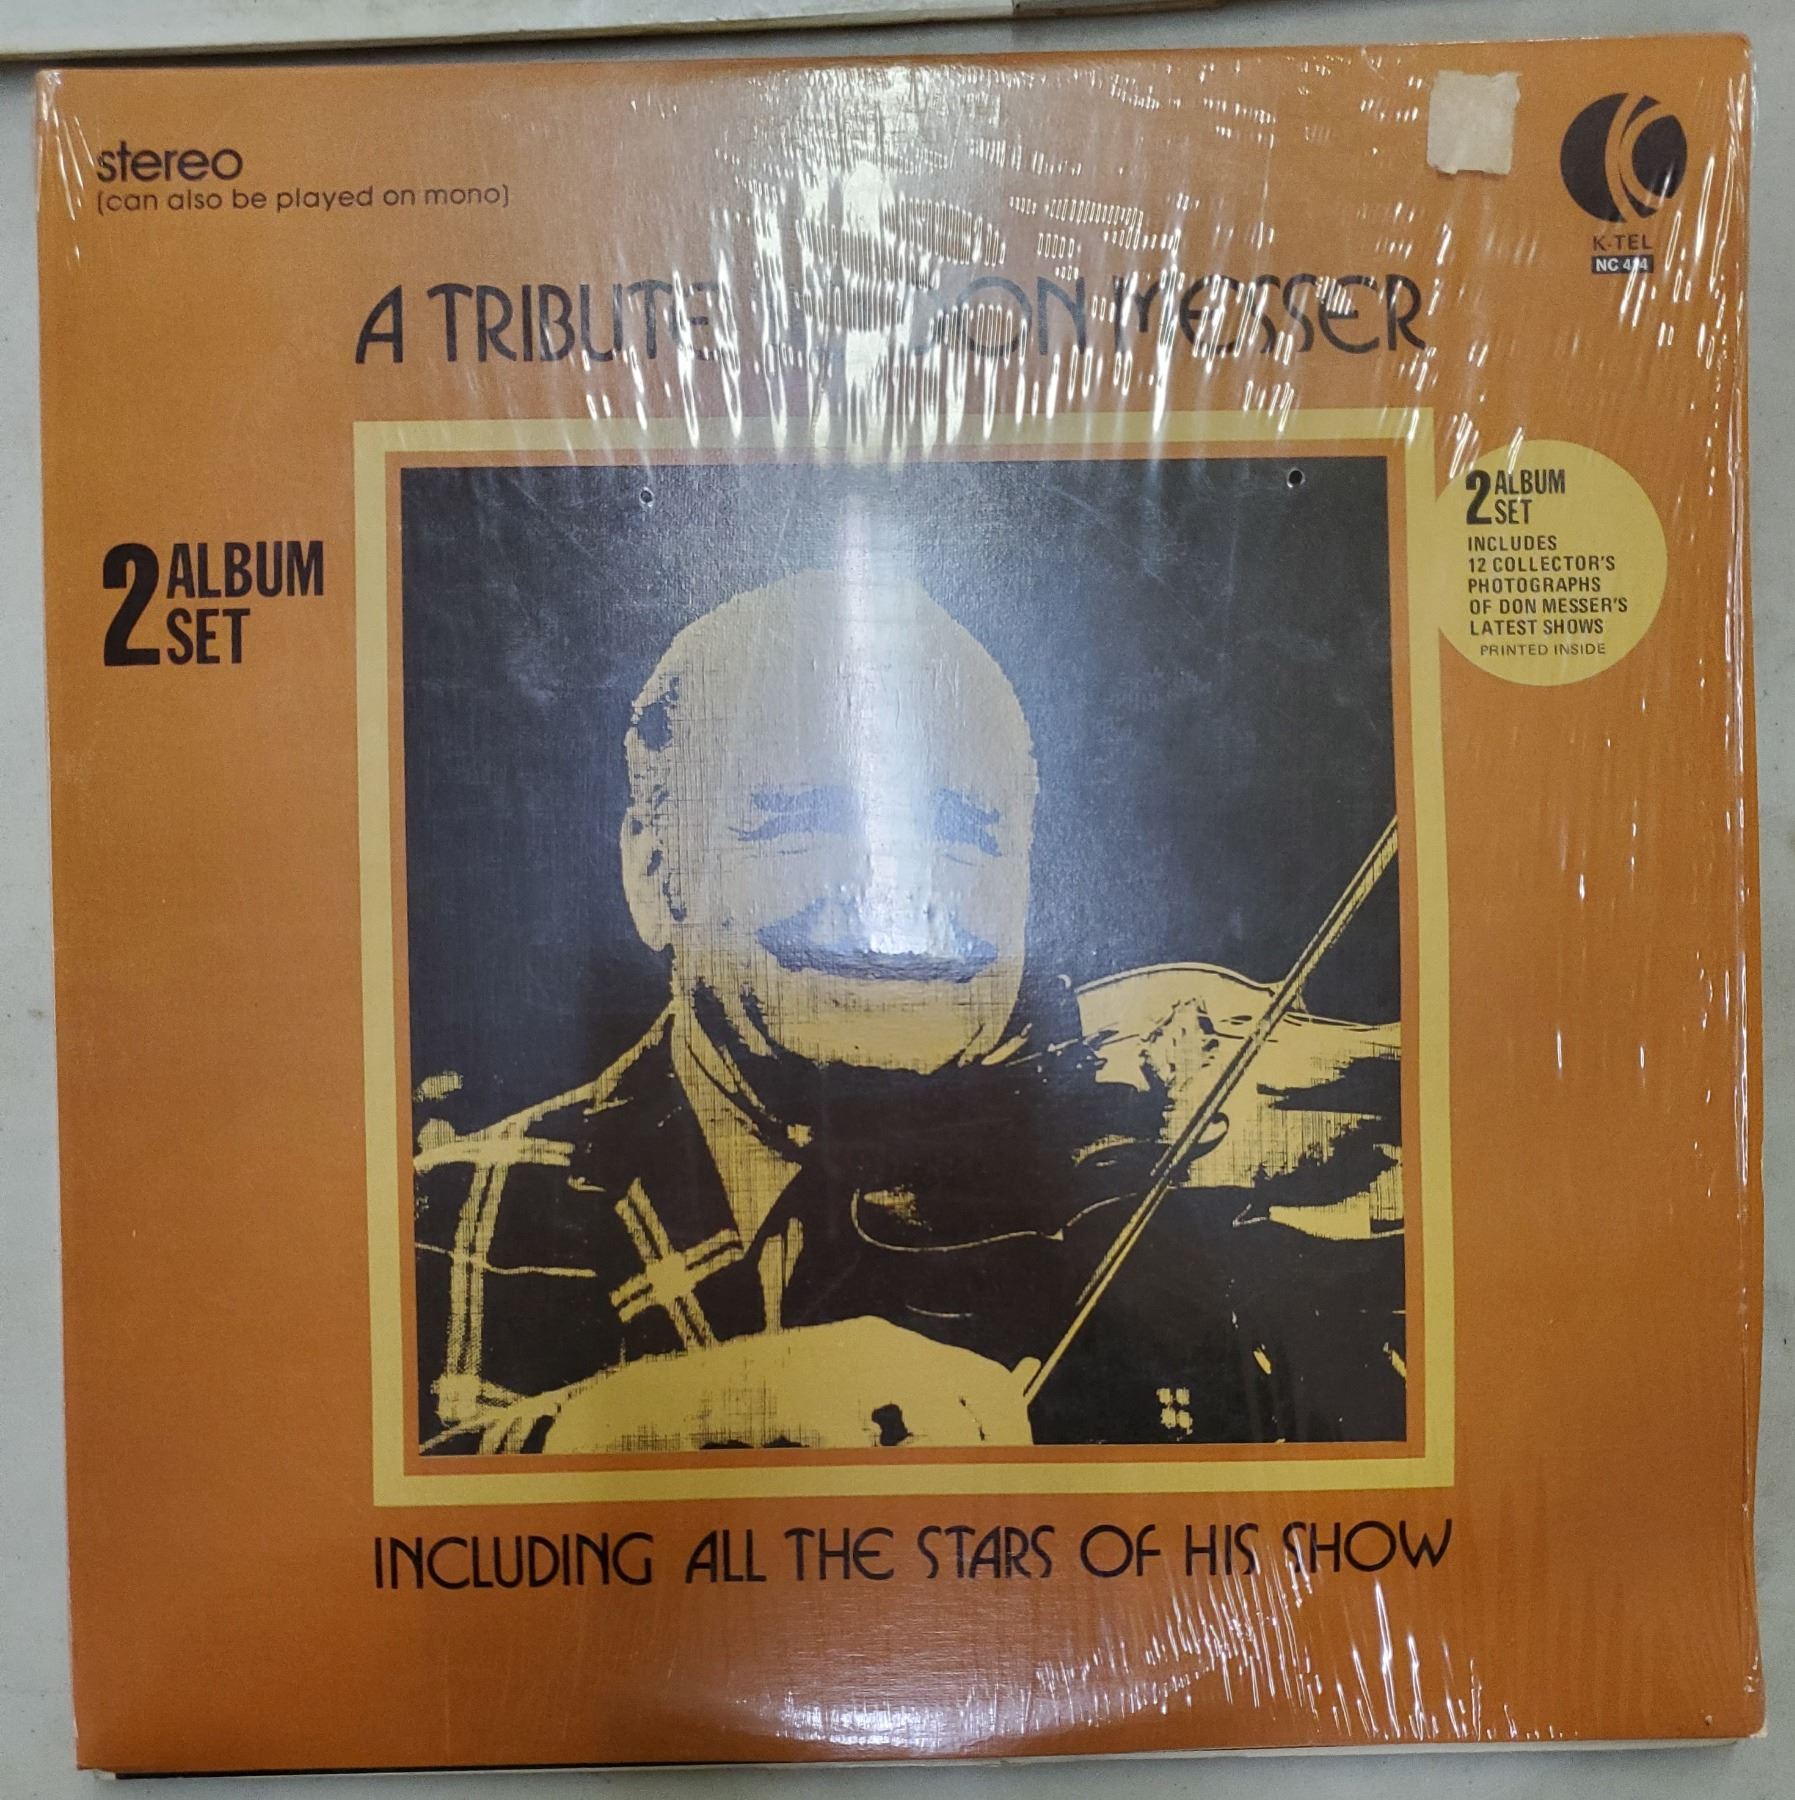 stereo
(can also be played on mono)
K-TEL
A TRIBUTE DON MESSER
2 ALBUM
SET
2 ALBUM
SET
INCLUDES
12 COLLECTOR'S
PHOTOGRAPHS
OF DON MESSER'S
LATEST SHOWS
PRINTED INSIDE
INCLUDING ALL THE STARS OF HIS SHOW